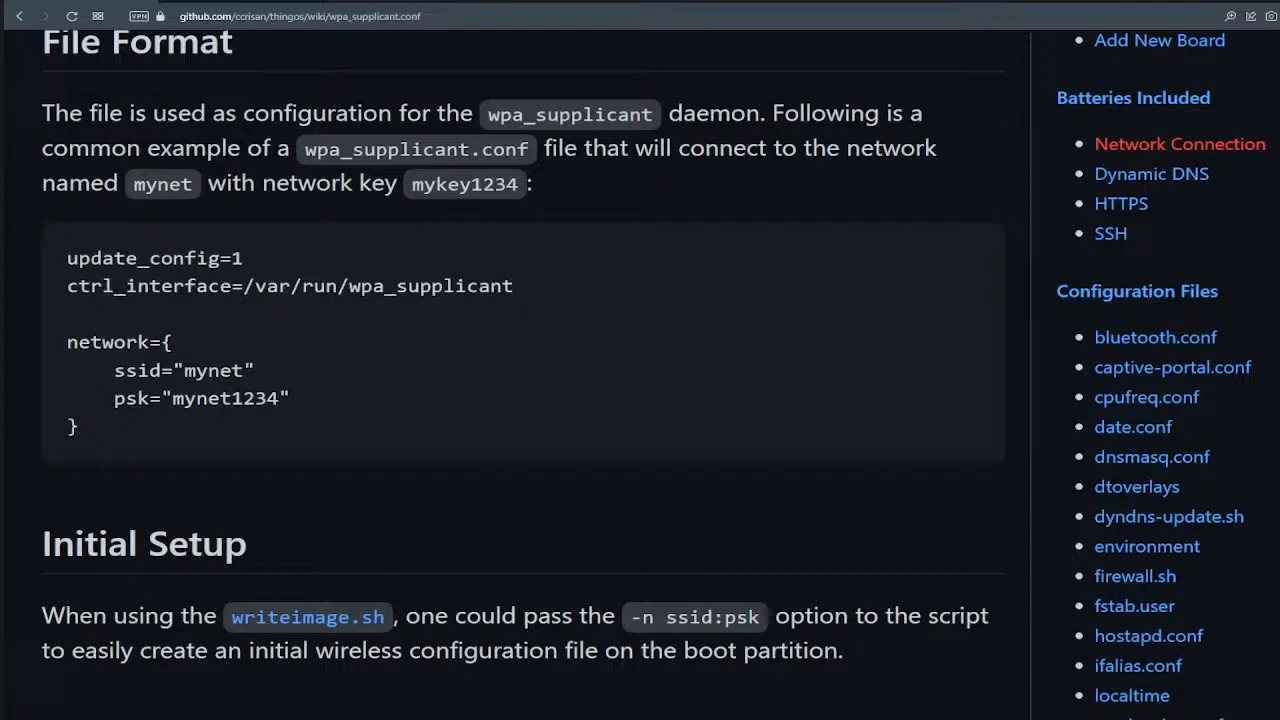 VPN
github.com/ccrisan/thingos/wiki/wpa_supplicant.conf
File Format
The file is used as configuration for the wpa_supplicant daemon. Following is a
common example of a wpa_supplicant.conf file that will connect to the network
named mynet with network key mykey1234:
update_config=1
ctrl_interface=/var/run/wpa_supplicant
network={
ssid="mynet"
psk="mynet1234"
}
Initial Setup
When using the writeimage.sh, one could pass the -n ssid:psk option to the script
to easily create an initial wireless configuration file on the boot partition.
Add New Board
Batteries Included
Network Connection
Dynamic DNS
HTTPS
SSH
Configuration Files
bluetooth.conf
captive-portal.conf
cpufreq.conf
date.conf
dnsmasq.conf
dtoverlays
dyndns-update.sh
environment
firewall.sh
fstab.user
hostapd.conf
ifalias.conf
localtime